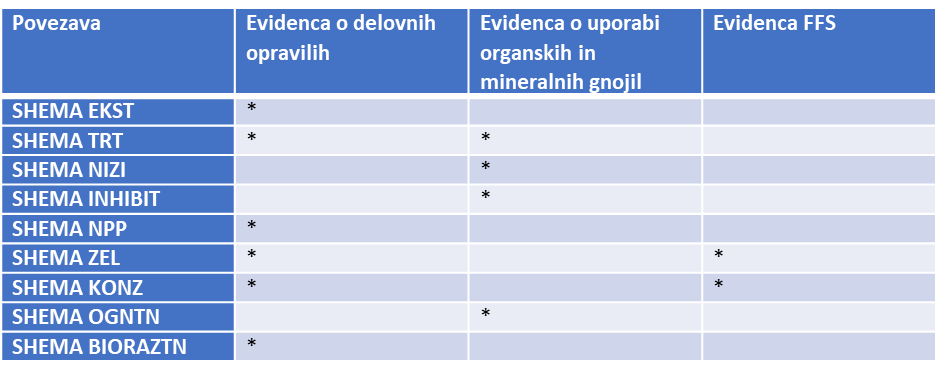 Povezava
Evidenca o delovnih
opravilih
Evidenca o uporabi
organskih in
mineralnih gnojil
Evidenca FFS
SHEMA EKST *
SHEMA TRT * *
SHEMA NIZI *
SHEMA INHIBIT *
SHEMA NPP *
SHEMA ZEL * *
SHEMA KONZ * *
SHEMA OGNTN *
SHEMA BIORAZTN *